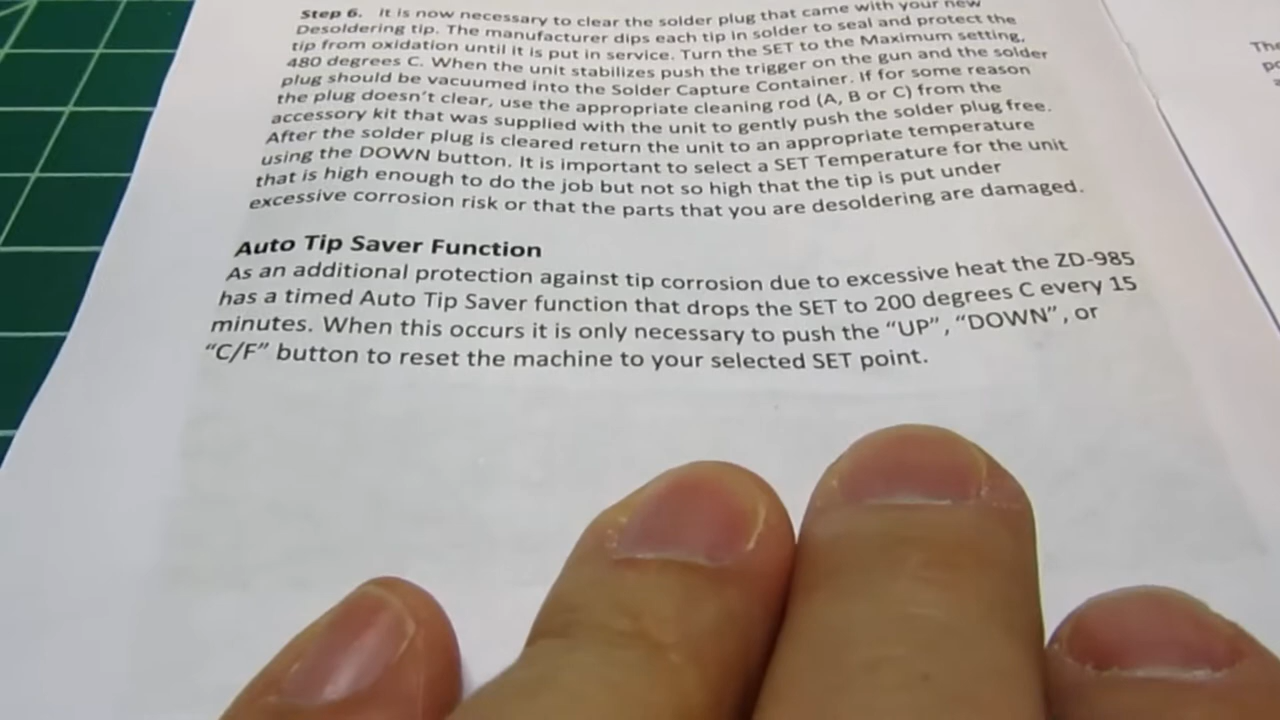 Step 6. It is now necessary to clear the solder plug that came with your new
Desoldering tip. The manufacturer dips each tip in solder to seal and protect the
tip from oxidation until it is put in service. Turn the SET to the Maximum setting,
480 degrees C. When the unit stabilizes push the trigger on the gun and the solder
plug should be vacuumed into the Solder Capture Container. If for some reason
the plug doesn't clear, use the appropriate cleaning rod (A, B or C) from the
accessory kit that was supplied with the unit to gently push the solder plug free.
After the solder plug is cleared return the unit to an appropriate temperature
using the DOWN button. It is important to select a SET Temperature for the unit
that is high enough to do the job but not so high that the tip is put under
excessive corrosion risk or that the parts that you are desoldering are damaged.
Auto Tip Saver Function
As an additional protection against tip corrosion due to excessive heat the ZD-985
has a timed Auto Tip Saver function that drops the SET to 200 degrees C every 15
minutes. When this occurs it is only necessary to push the “UP”, “DOWN”, or
“C/F” button to reset the machine to your selected SET point.